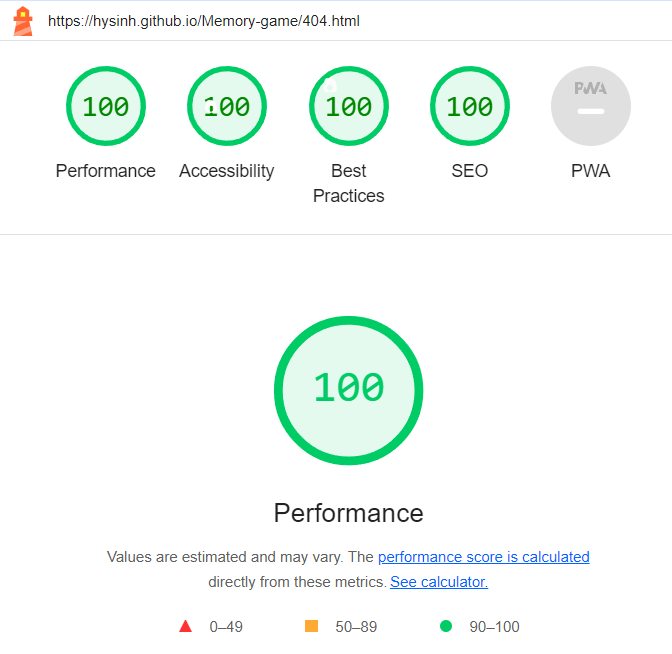 https://hysinh.github.io/Memory-game/404.html
100 100 100 100 PWA
Performance Accessibility Best Practices SEO PWA
100
Performance
Values are estimated and may vary. The performance score is calculated
directly from these metrics. See calculator.
0–49 50–89 90–100